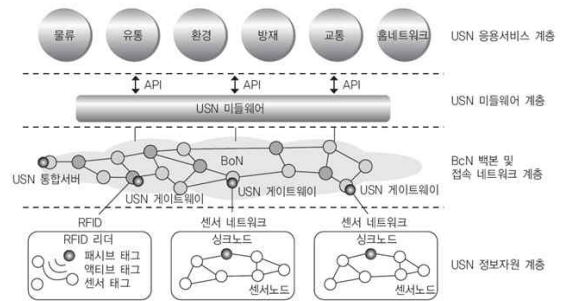 물류 유통 환경 방재 교통 홈네트워크 USN 응용서비스 계층
API API API
USN 미들웨어 USN 미들웨어 계층
BoN BcN 백본 및
접속 네트워크 계층
USN 통합서버 USN 게이트웨이 USN 게이트웨이 USN 게이트웨이
RFID 센서 네트워크 센서 네트워크
RFID 리더 싱크노드 싱크노드
패시브 태그
액티브 태그 USN 정보자원 계층
센서 태그 센서노드 센서노드